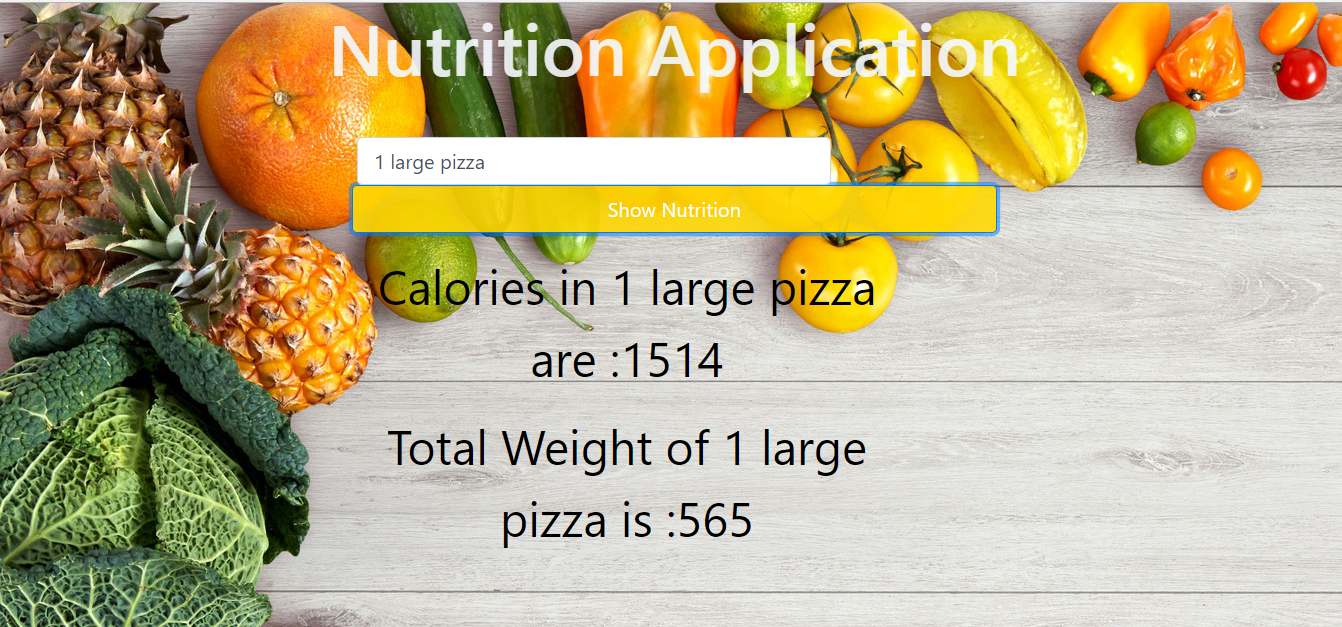 Nutrition Application
1 large pizza
Show Nutrition
Calories in 1 large pizza
are :1514
Total Weight of 1 large
pizza is :565